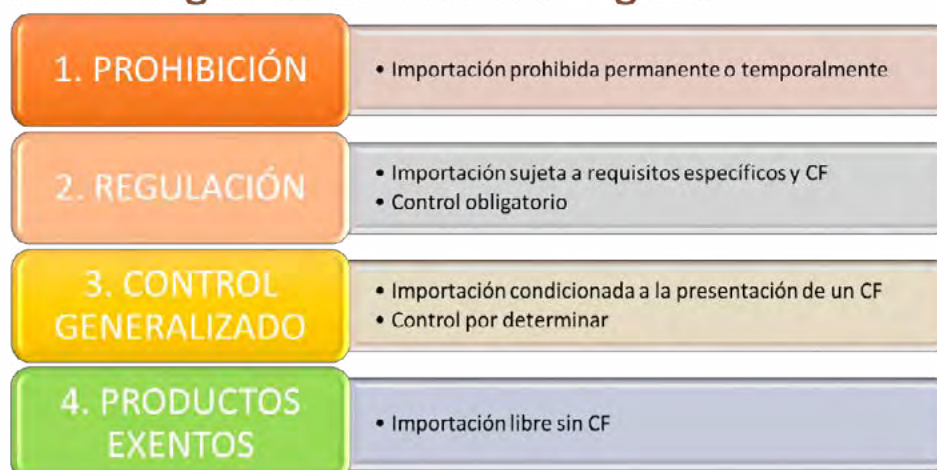 1. PROHIBICIÓN
• Importación prohibida permanente o temporalmente
2. REGULACIÓN
• Importación sujeta a requisitos específicos y CF
• Control obligatorio
3. CONTROL
GENERALIZADO
• Importación condicionada a la presentación de un CF
• Control por determinar
4. PRODUCTOS
EXENTOS
• Importación libre sin CF